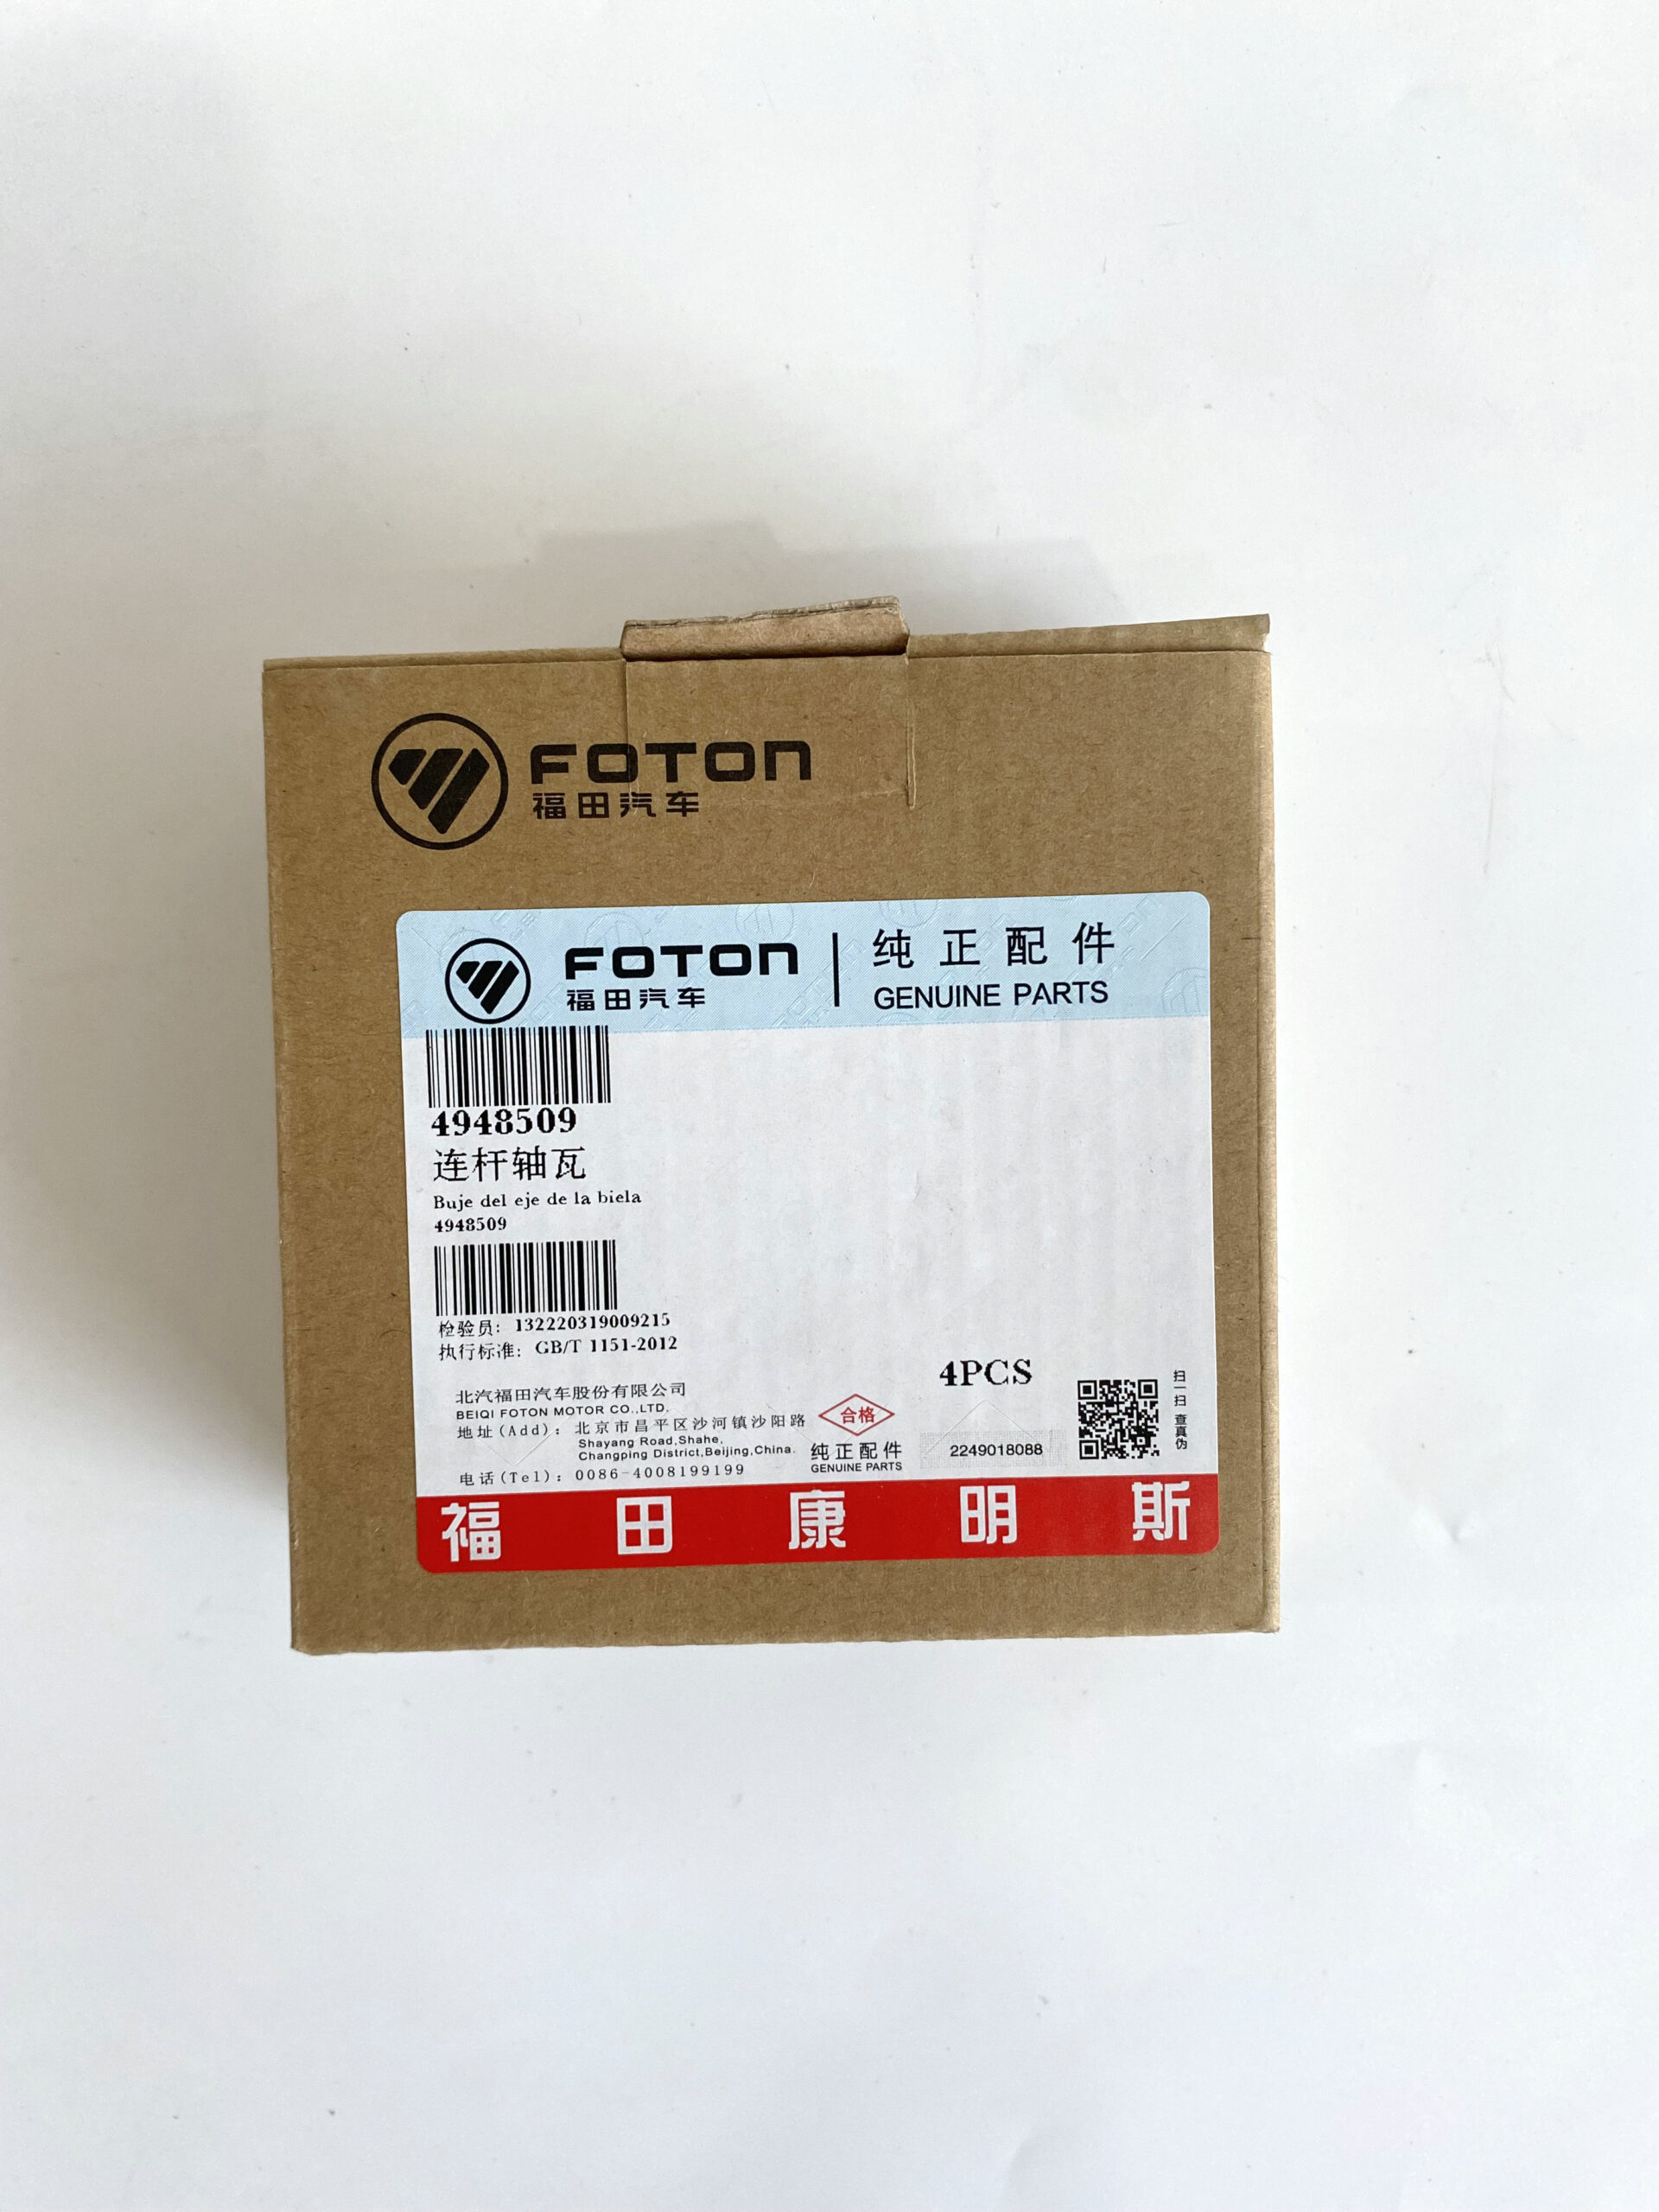 FOTON
福田汽车
FOTON
福田汽车
纯正配件
GENUINE PARTS
4948509
连杆轴瓦
Buje del eje de la biela
4948509
检验员: 132220319009215
执行标准: GB/T 1151-2012
4PCS
北汽福田汽车股份有限公司
BEIQI FOTON MOTOR CO.,LTD.
地址(Add): 北京市昌平区沙河镇沙阳路
Shayang Road,Shahe,
Changping District,Beijing,China.
电话(Tel): 0086-4008199199
合格
纯正配件
GENUINE PARTS
2249018088
扫一扫 查真伪
福田康明斯